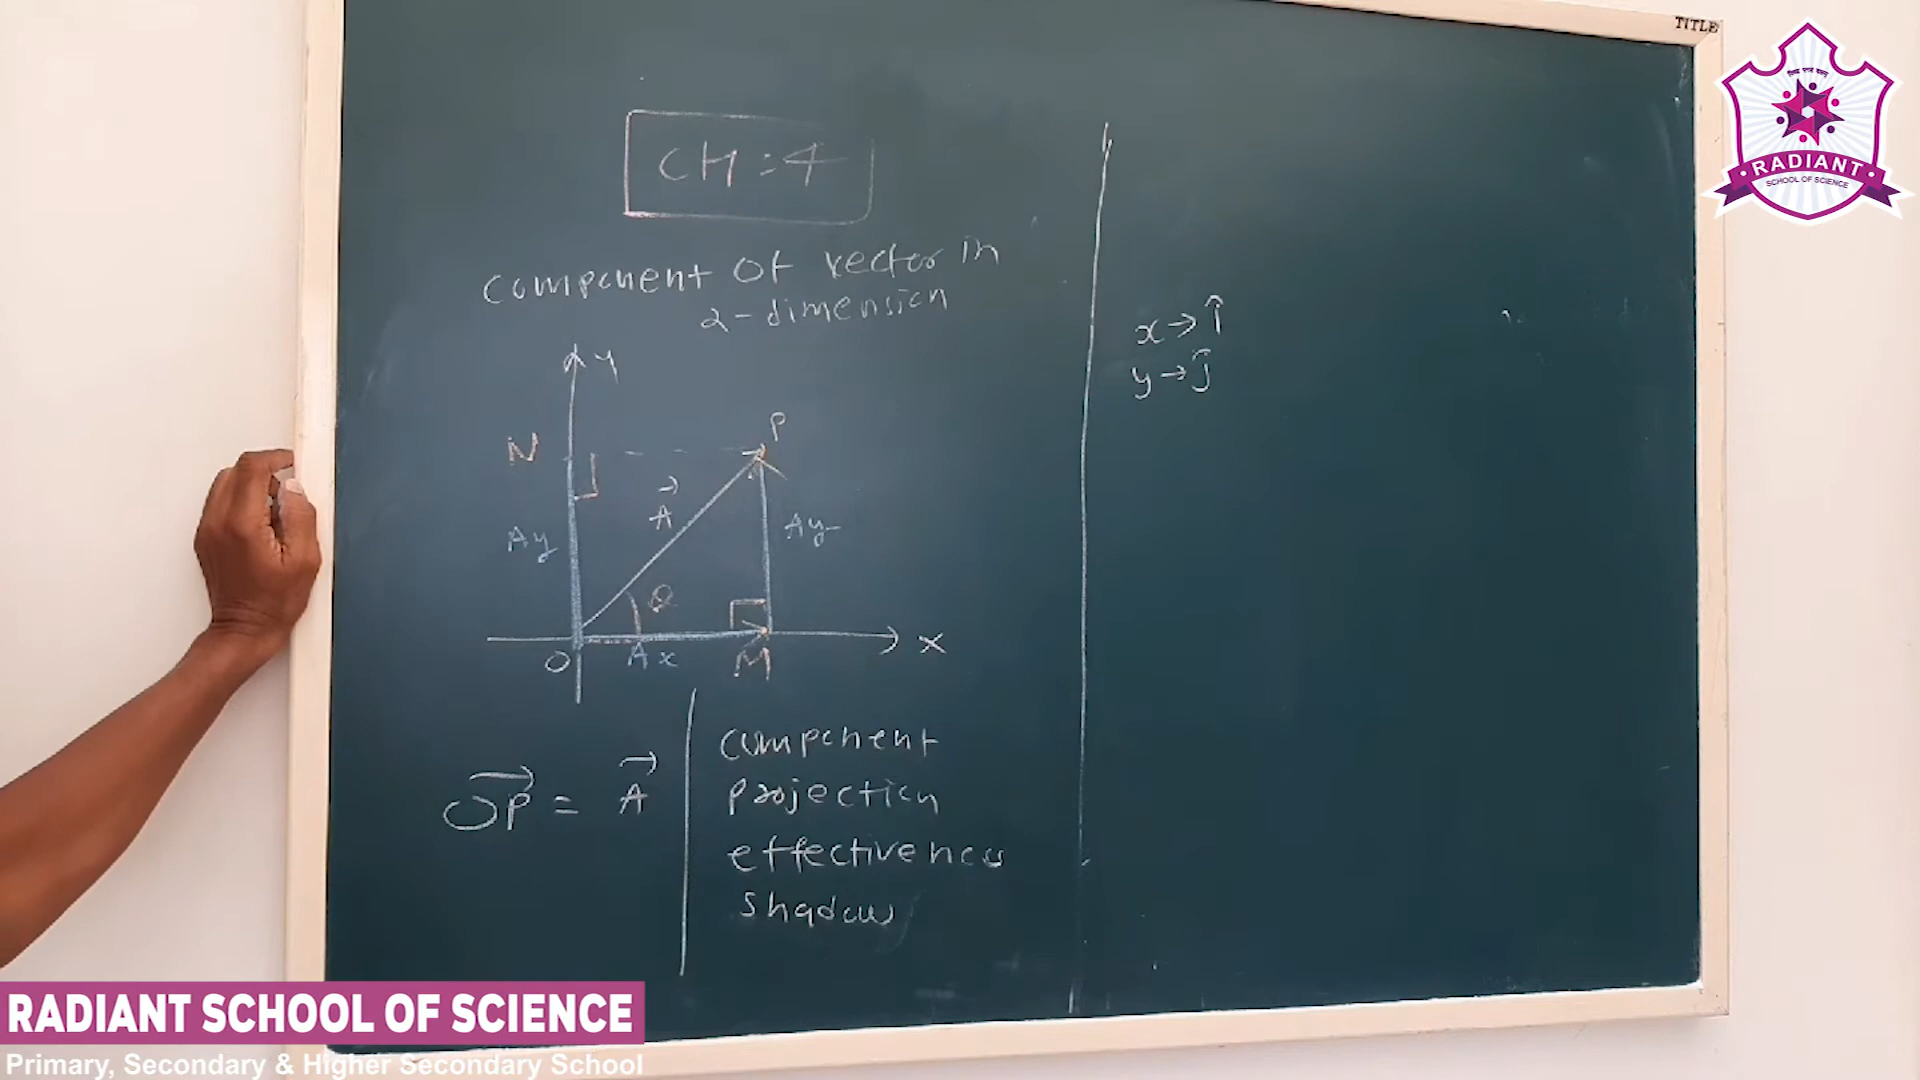 TITLE
RADIANT
SCHOOL OF SCIENCE
CH = 4
component of vector in
2-dimension
y
N
P
A⃗
Ay
Ay
θ
O
Ax
M
x
O⃗P⃗ = A⃗
component
projection
effectiveness
shadow
x → î
y → ĵ
RADIANT SCHOOL OF SCIENCE
Primary, Secondary & Higher Secondary School